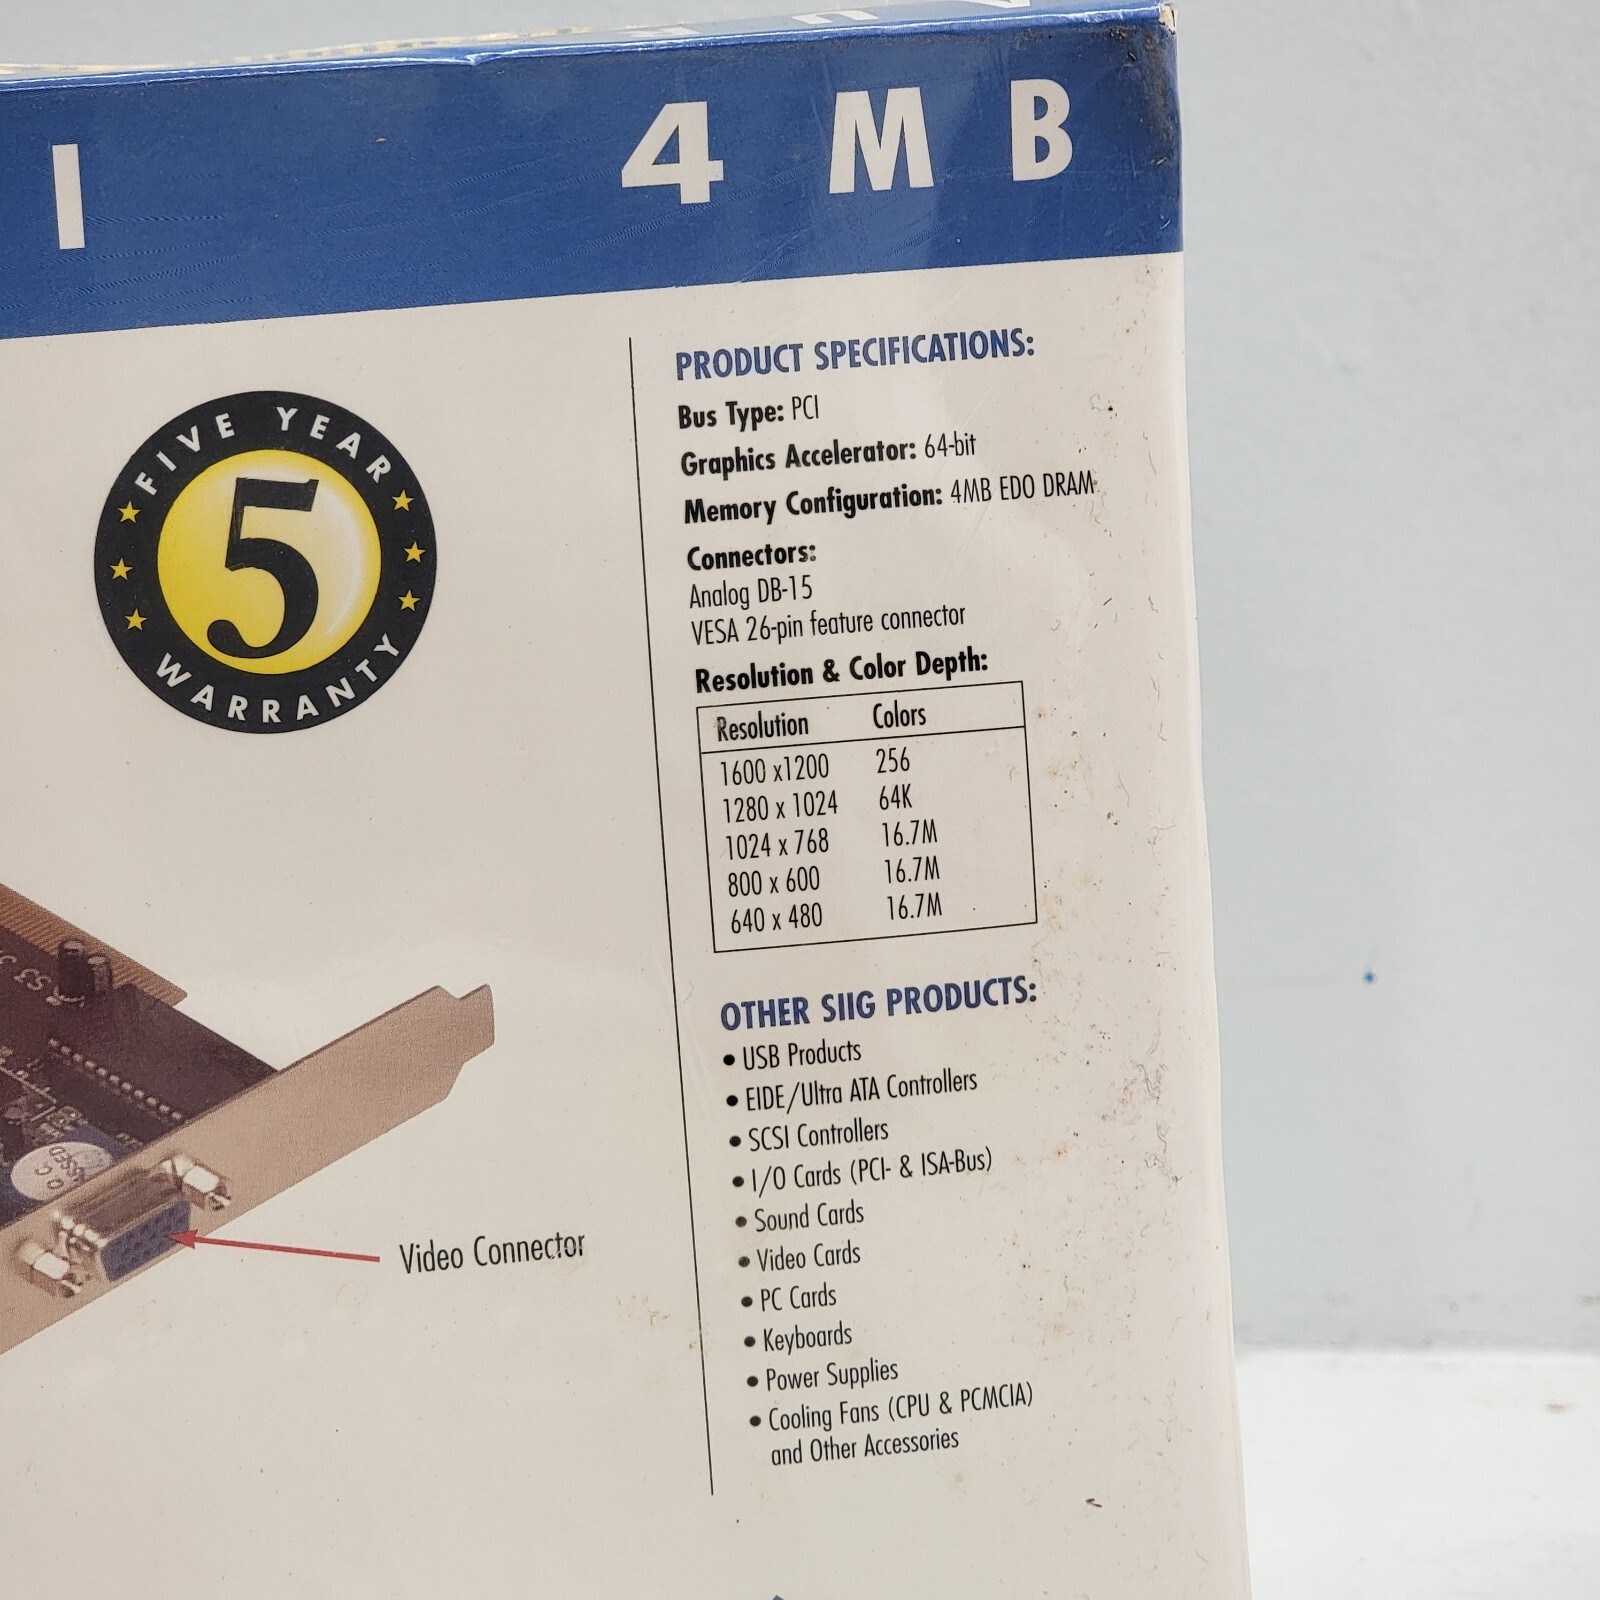 I 4 MB
FIVE YEAR
5
WARRANTY
PRODUCT SPECIFICATIONS:
Bus Type: PCI
Graphics Accelerator: 64-bit
Memory Configuration: 4MB EDO DRAM
Connectors:
Analog DB-15
VESA 26-pin feature connector
Resolution & Color Depth:
Resolution Colors
1600 x1200 256
1280 x 1024 64K
1024 x 768 16.7M
800 x 600 16.7M
640 x 480 16.7M
S3
Video Connector
OTHER SIIG PRODUCTS:
• USB Products
• EIDE/Ultra ATA Controllers
• SCSI Controllers
• I/O Cards (PCI- & ISA-Bus)
• Sound Cards
• Video Cards
• PC Cards
• Keyboards
• Power Supplies
• Cooling Fans (CPU & PCMCIA)
and Other Accessories